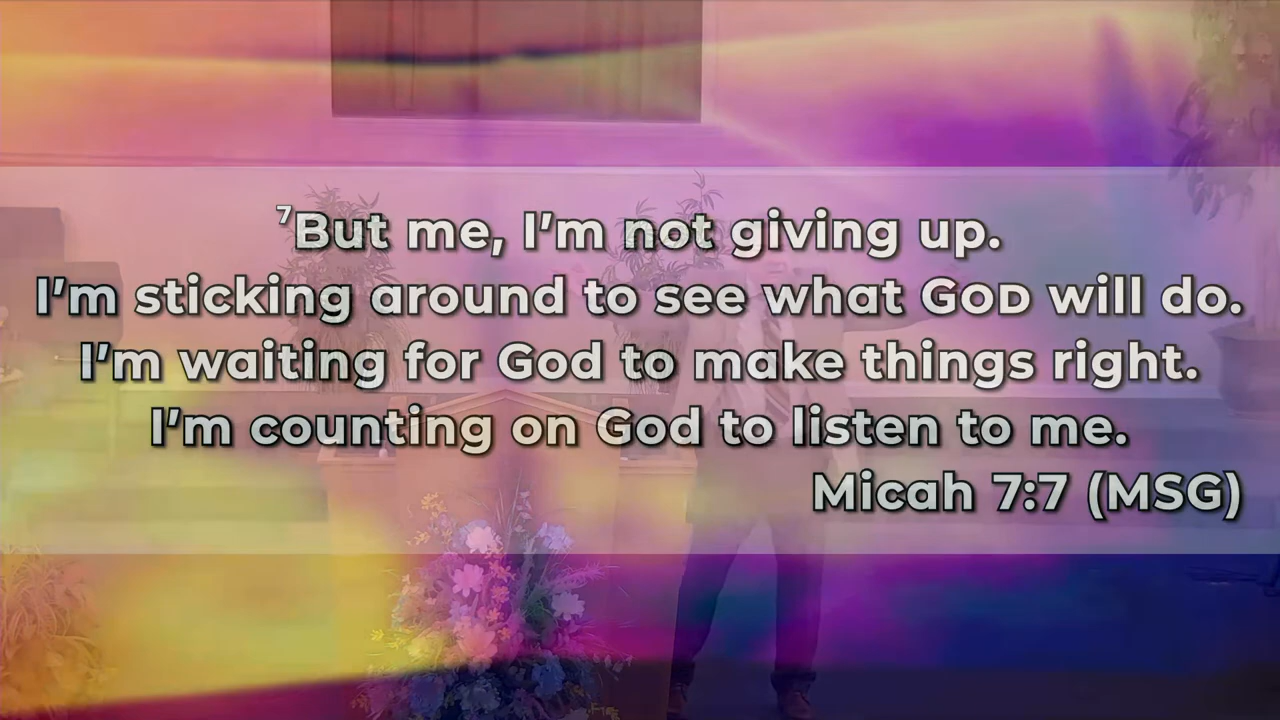 ⁷But me, I’m not giving up.
I’m sticking around to see what GOD will do.
I’m waiting for God to make things right.
I’m counting on God to listen to me.
Micah 7:7 (MSG)